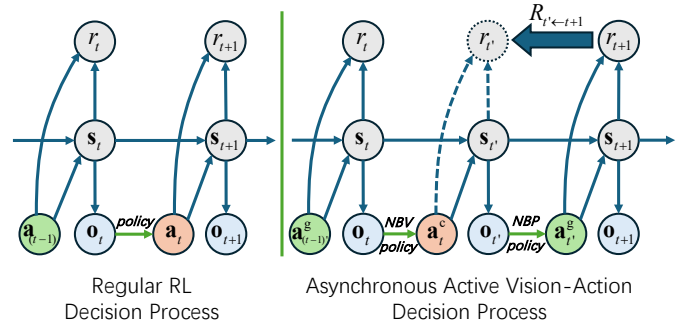 r_t
r_{t+1}
s_t
s_{t+1}
a_{(t-1)}
o_t
policy
a_t
o_{t+1}
Regular RL
Decision Process
R_{t'←t+1}
r_t
r_{t'}
r_{t+1}
s_t
s_{t'}
s_{t+1}
a^g_{(t-1)'}
o_t
NBV
policy
a^c_t
o_{t'}
NBP
policy
a^g_{t'}
o_{t+1}
Asynchronous Active Vision-Action
Decision Process